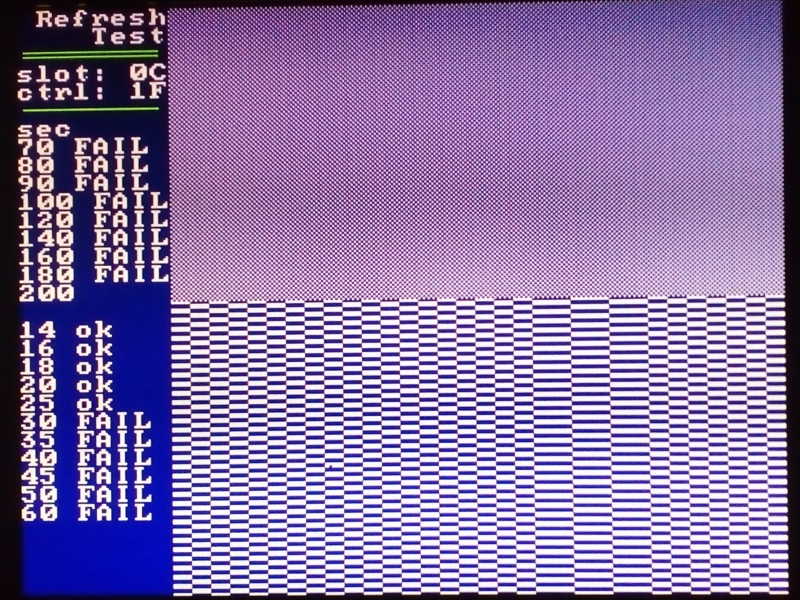 Refresh
Test
slot: 0C
ctrl: 1F
sec
70 FAIL
80 FAIL
90 FAIL
100 FAIL
120 FAIL
140 FAIL
160 FAIL
180 FAIL
200
14 ok
16 ok
18 ok
20 ok
25 ok
30 FAIL
35 FAIL
40 FAIL
45 FAIL
50 FAIL
60 FAIL